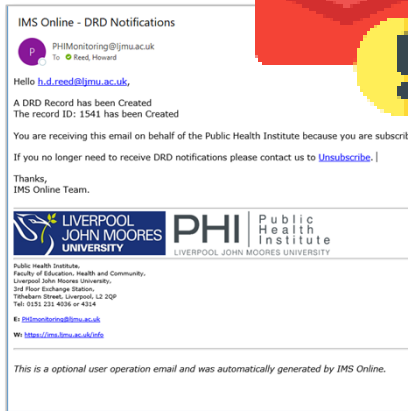 IMS Online - DRD Notifications
P
PHIMonitoring@ljmu.ac.uk
To Reed, Howard
Hello h.d.reed@ljmu.ac.uk,
A DRD Record has been Created
The record ID: 1541 has been Created
You are receiving this email on behalf of the Public Health Institute because you are subscrib
If you no longer need to receive DRD notifications please contact us to Unsubscribe.
Thanks,
IMS Online Team.
LIVERPOOL
JOHN MOORES
UNIVERSITY
PHI
Public
Health
Institute
LIVERPOOL JOHN MOORES UNIVERSITY
Public Health Institute,
Faculty of Education, Health and Community,
Liverpool John Moores University,
3rd Floor Exchange Station,
Tithebarn Street, Liverpool, L2 2QP
Tel: 0151 231 4036 or 4314
E: PHImonitoring@ljmu.ac.uk
W: https://ims.ljmu.ac.uk/info
This is a optional user operation email and was automatically generated by IMS Online.